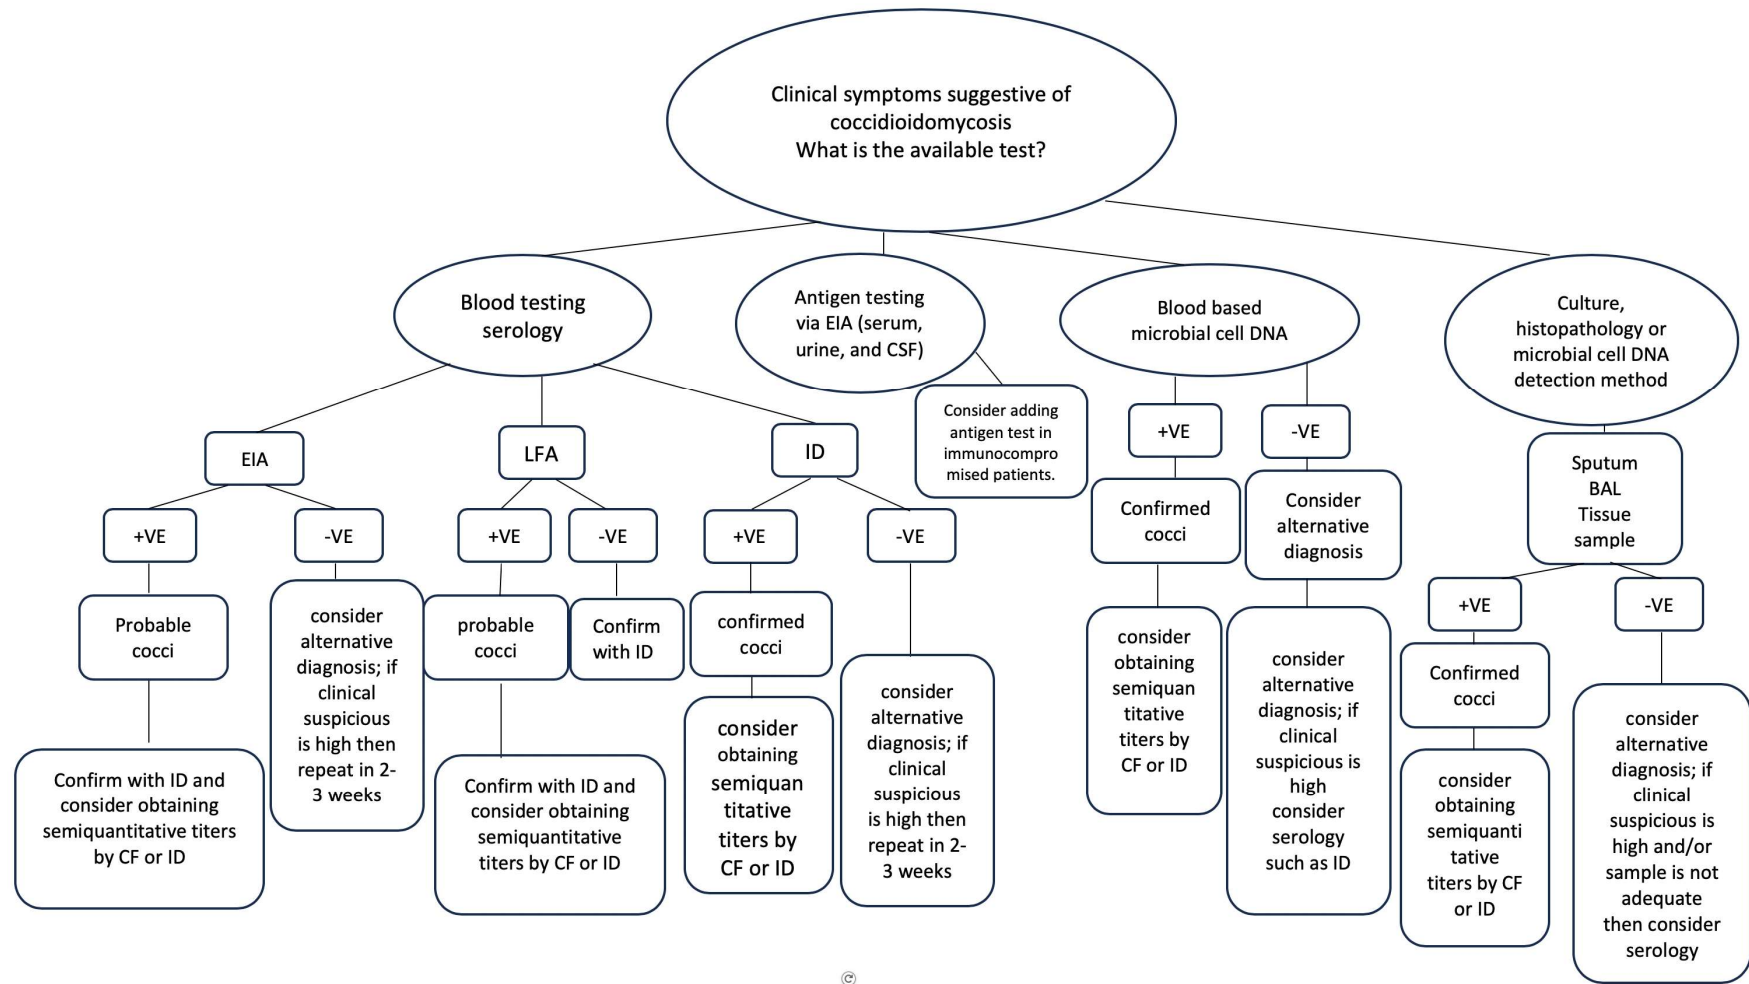 Clinical symptoms suggestive of
coccidioidomycosis
What is the available test?
Blood testing
serology
Antigen testing
via EIA (serum,
urine, and CSF)
Blood based
microbial cell DNA
Culture,
histopathology or
microbial cell DNA
detection method
Consider adding
antigen test in
immunocompro
mised patients.
EIA
LFA
ID
+VE
-VE
Sputum
BAL
Tissue
sample
+VE
-VE
+VE
-VE
+VE
-VE
Confirmed
cocci
Consider
alternative
diagnosis
+VE
-VE
Probable
cocci
consider
alternative
diagnosis; if
clinical
suspicious
is high then
repeat in 2-
3 weeks
probable
cocci
Confirm
with ID
confirmed
cocci
consider
alternative
diagnosis; if
clinical
suspicious
is high then
repeat in 2-
3 weeks
consider
obtaining
semiquan
titative
titers by
CF or ID
consider
alternative
diagnosis; if
clinical
suspicious is
high
consider
serology
such as ID
Confirmed
cocci
consider
alternative
diagnosis; if
clinical
suspicious is
high and/or
sample is not
adequate
then consider
serology
Confirm with ID and
consider obtaining
semiquantitative titers
by CF or ID
Confirm with ID and
consider obtaining
semiquantitative
titers by CF or ID
consider
obtaining
semiquan
titative
titers by
CF or ID
consider
obtaining
semiquanti
tative
titers by CF
or ID